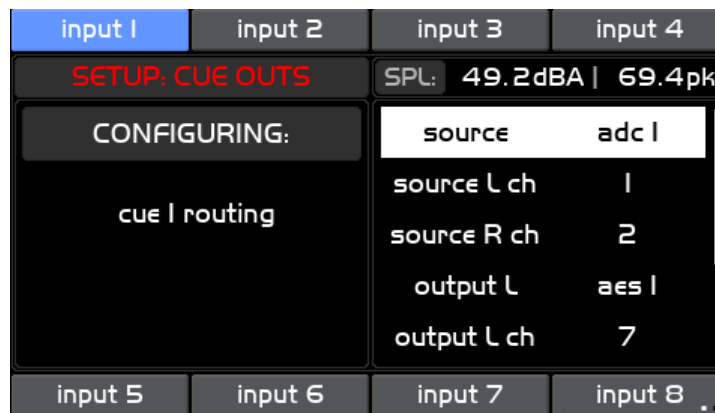 input 1 input 2 input 3 input 4
SETUP: CUE OUTS SPL: 49.2dBA | 69.4pk
CONFIGURING: source adc 1
source L ch 1
cue 1 routing
source R ch 2
output L aes 1
output L ch 7
input 5 input 6 input 7 input 8